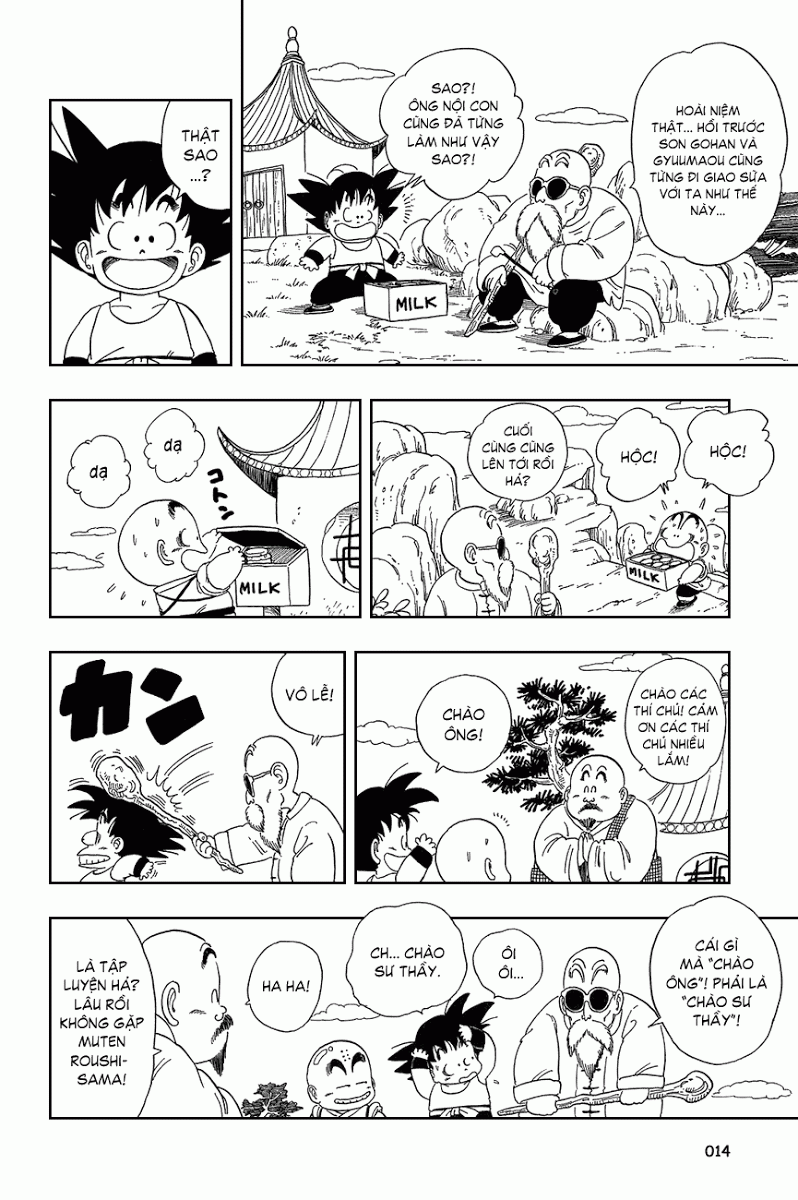 HOÀI NIỆM
THẬT... HỒI TRƯỚC
SON GOHAN VÀ
GYUUMAOU CŨNG
TỪNG ĐI GIAO SỮA
VỚI TA NHƯ THẾ
NÀY...
SAO?!
ÔNG NỘI CON
CŨNG ĐÃ TỪNG
LÀM NHƯ VẬY
SAO?!
MILK
THẬT
SAO
...?
HỘC!
HỘC!
CUỐI
CÙNG CŨNG
LÊN TỚI RỒI
HẢ?
MILK
DẠ
DẠ
コトン
MILK
CHÀO CÁC
THÍ CHỦ! CÁM
ƠN CÁC THÍ
CHỦ NHIỀU
LẮM!
CHÀO
ÔNG!
VÔ LỄ!
カン
CÁI GÌ
MÀ “CHÀO
ÔNG”! PHẢI LÀ
“CHÀO SƯ
THẦY”!
ÔI
ÔI...
CH... CHÀO
SƯ THẦY.
HA HA!
LÀ TẬP
LUYỆN HẢ?
LÂU RỒI
KHÔNG GẶP
MUTEN
ROUSHI-
SAMA!
014